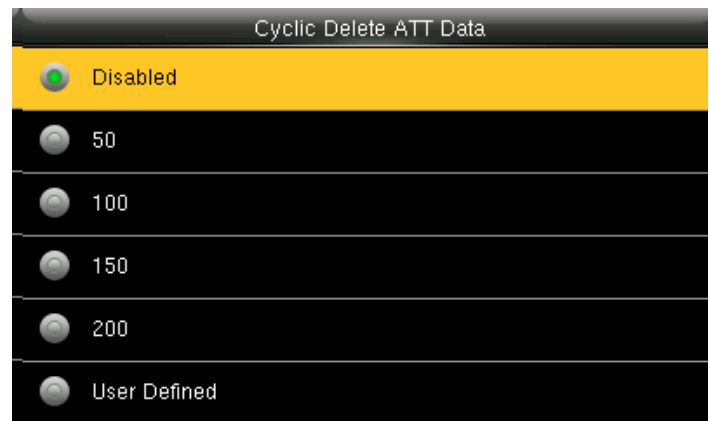 Cyclic Delete ATT Data
Disabled
50
100
150
200
User Defined